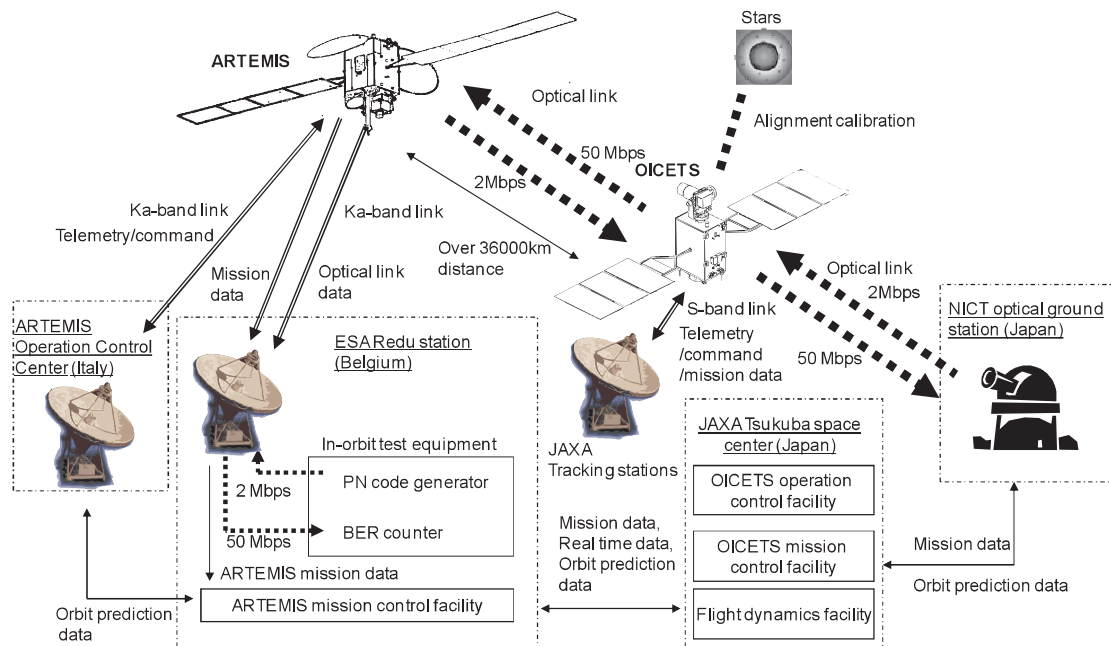 Stars
ARTEMIS
Optical link
Alignment calibration
50 Mbps
OICETS
2Mbps
Ka-band link
Telemetry/command
Ka-band link
Over 36000km
distance
Mission
data
Optical link
data
Optical link
2Mbps
S-band link
Telemetry
/command
/mission data
50 Mbps
NICT optical ground
station (Japan)
ARTEMIS
Operation Control
Center (Italy)
ESA Redu station
(Belgium)
JAXA
Tracking stations
JAXA Tsukuba space
center (Japan)
In-orbit test equipment
2 Mbps
PN code generator
OICETS operation
control facility
50 Mbps
BER counter
Mission data,
Real time data,
Orbit prediction
data
OICETS mission
control facility
Mission data
Orbit prediction data
ARTEMIS mission data
ARTEMIS mission control facility
Flight dynamics facility
Orbit prediction
data